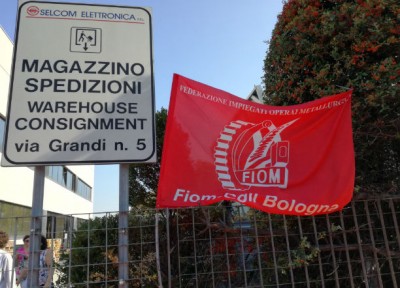 SELCOM ELETTRONICA
MAGAZZINO
SPEDIZIONI
WAREHOUSE
CONSIGNMENT
via Grandi n. 5
FEDERAZIONE IMPIEGATI OPERAI METALLURGICI
FIOM
Fiom-Cgil Bologna